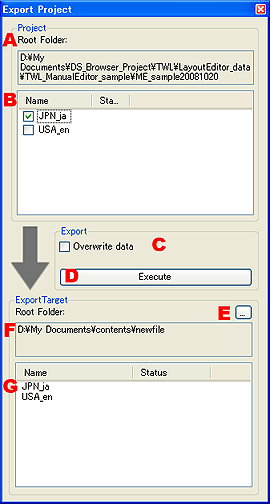 Export Project
Project
A Root Folder:
D:¥My
Documents¥DS_Browser_Project¥TWL¥LayoutEditor_data
¥TWL_ManualEditor_sample¥ME_sample20081020
B
Name Sta...
JPN_ja
USA_en
Export
Overwrite data C
D Execute
ExportTarget
Root Folder: E ...
F D:¥My Documents¥contents¥newfile
Name Status
G JPN_ja
USA_en